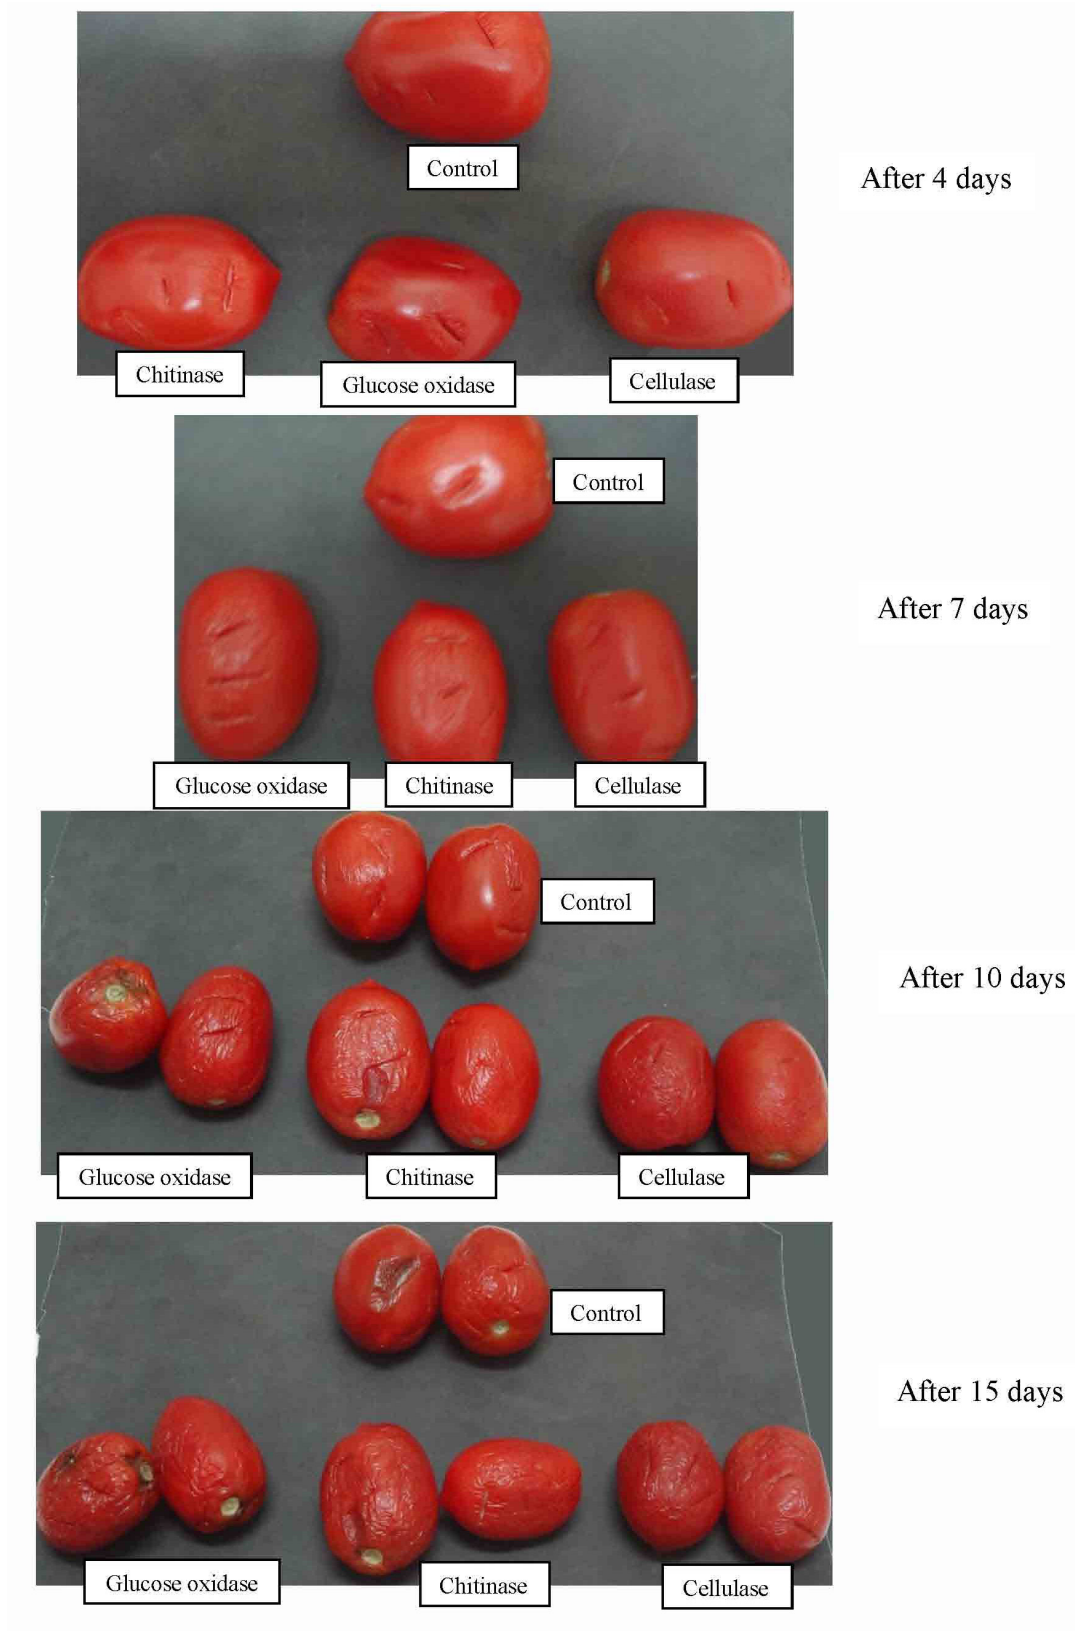 Control
After 4 days
Chitinase
Glucose oxidase
Cellulase
Control
After 7 days
Glucose oxidase
Chitinase
Cellulase
Control
After 10 days
Glucose oxidase
Chitinase
Cellulase
Control
After 15 days
Glucose oxidase
Chitinase
Cellulase